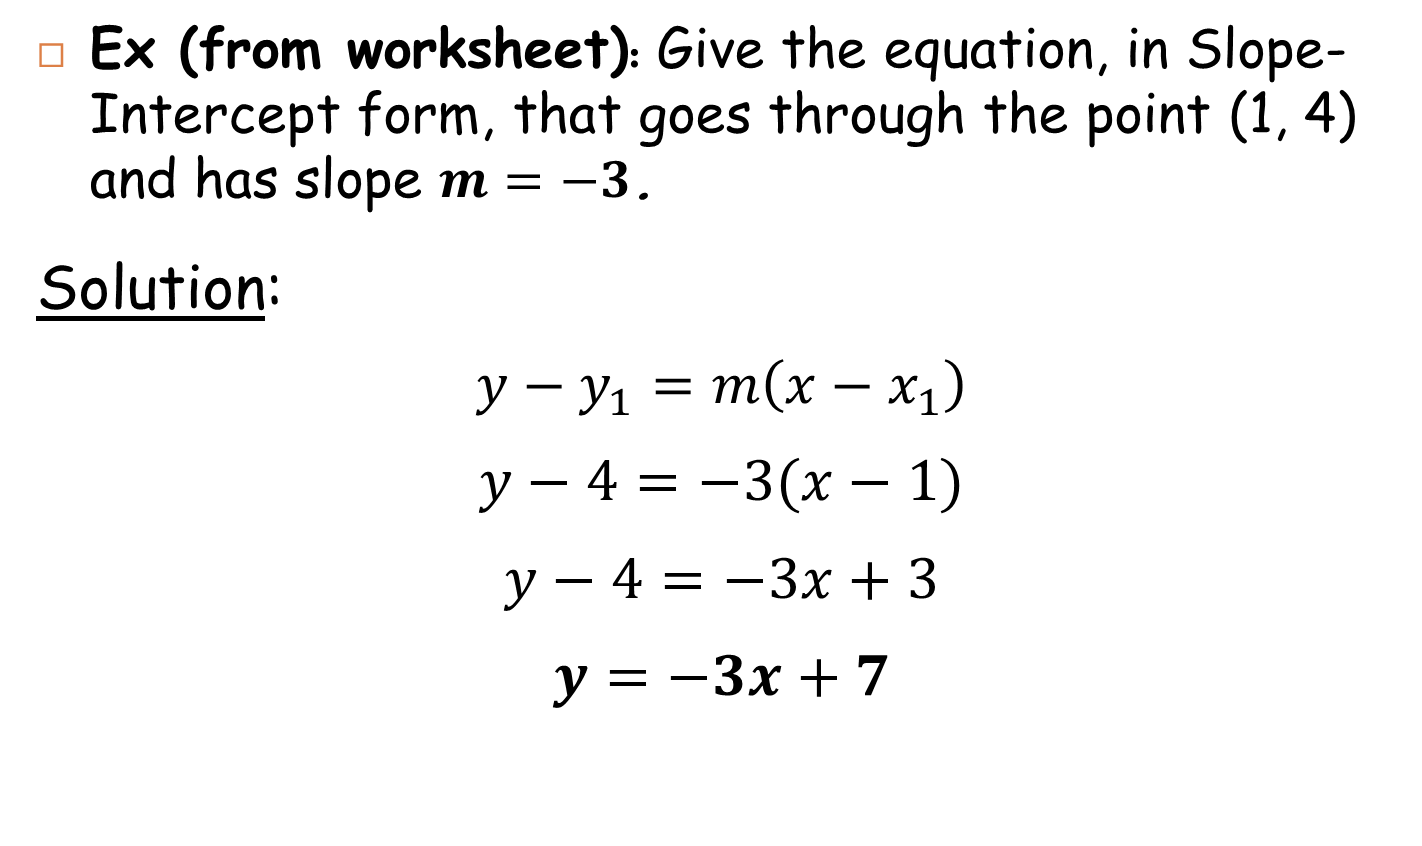 Ex (from worksheet): Give the equation, in Slope-
Intercept form, that goes through the point (1, 4)
and has slope m = −3.
Solution:
y − y₁ = m(x − x₁)
y − 4 = −3(x − 1)
y − 4 = −3x + 3
y = −3x + 7